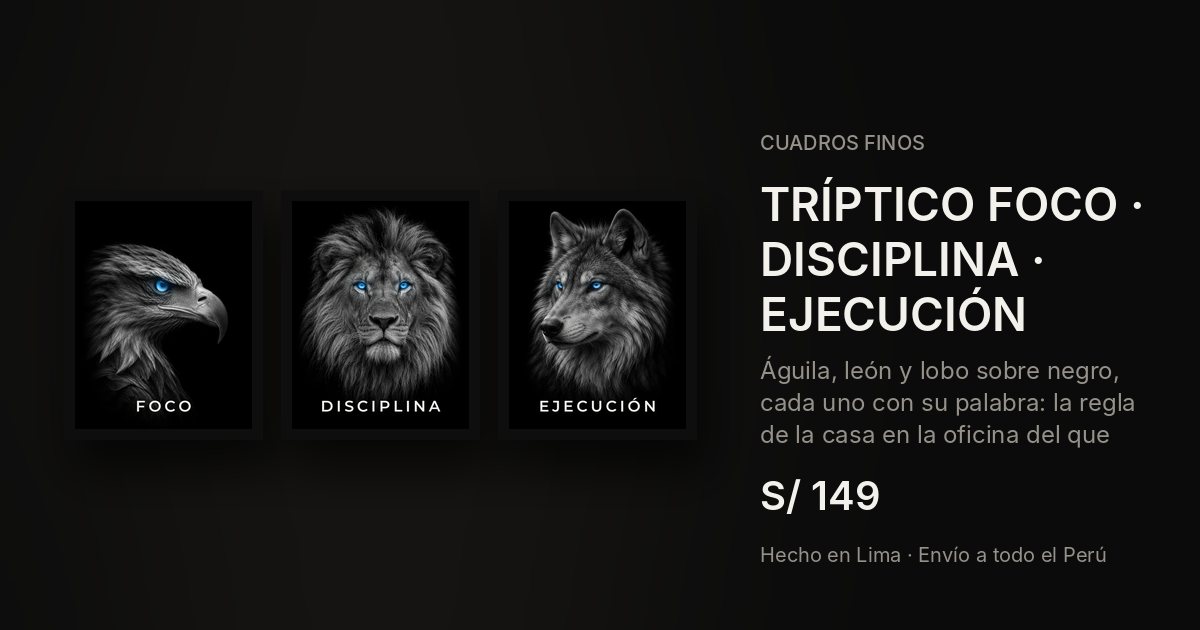 FOCO
DISCIPLINA
EJECUCIÓN
CUADROS FINOS
TRÍPTICO FOCO ·
DISCIPLINA ·
EJECUCIÓN
Águila, león y lobo sobre negro,
cada uno con su palabra: la regla
de la casa en la oficina del que
S/ 149
Hecho en Lima · Envío a todo el Perú